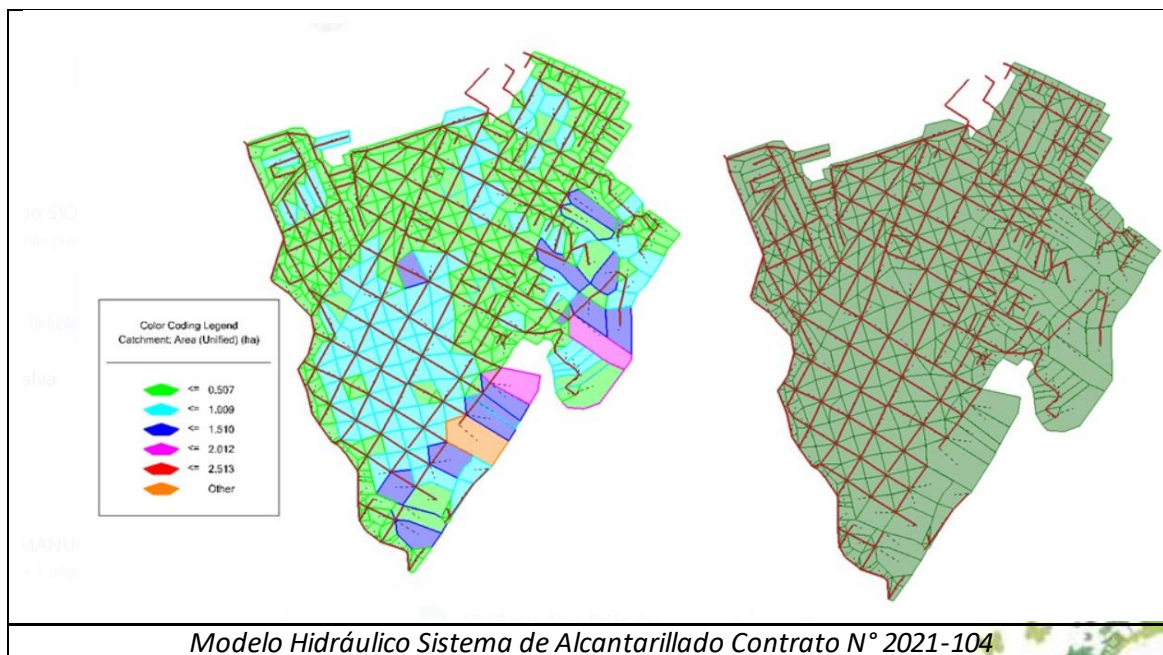 Color Coding Legend
Catchment: Area (Unified) (ha)
<= 0.507
<= 1.009
<= 1.510
<= 2.012
<= 2.513
Other
Modelo Hidráulico Sistema de Alcantarillado Contrato N° 2021-104